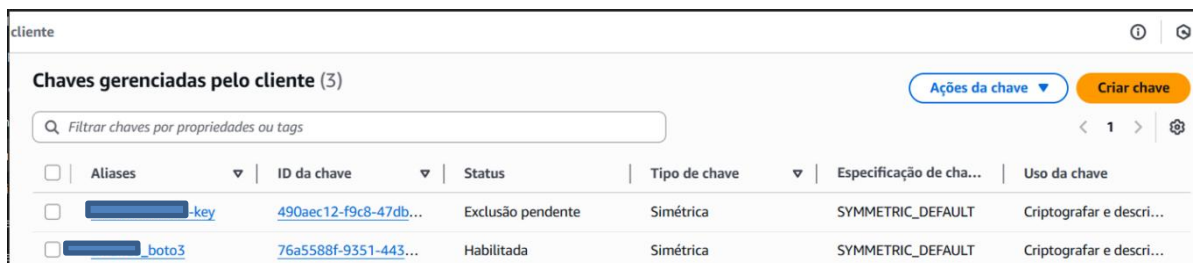 cliente
Chaves gerenciadas pelo cliente (3)
Ações da chave
Criar chave
Filtrar chaves por propriedades ou tags
1
Aliases ID da chave Status Tipo de chave Especificação de cha... Uso da chave
-key 490aec12-f9c8-47db... Exclusão pendente Simétrica SYMMETRIC_DEFAULT Criptografar e descri...
_boto3 76a5588f-9351-443... Habilitada Simétrica SYMMETRIC_DEFAULT Criptografar e descri...